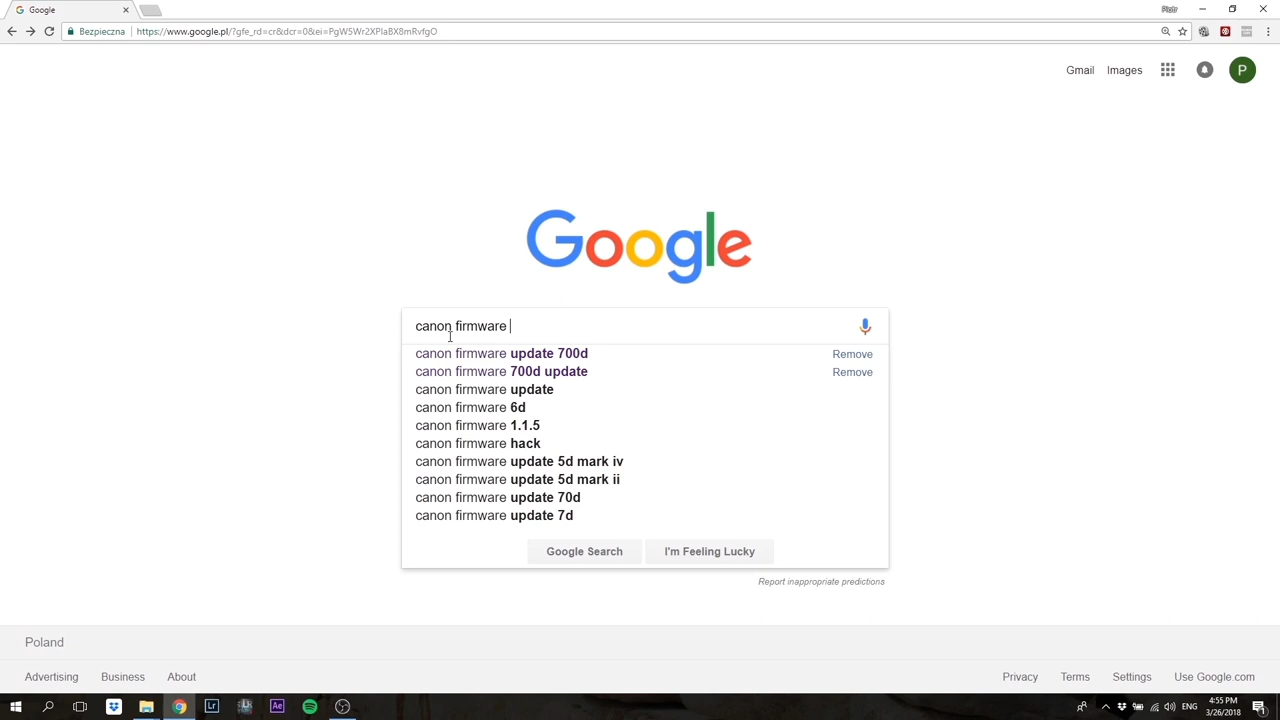 Google
Piotr
Bezpieczna
https://www.google.pl/?gfe_rd=cr&dcr=0&ei=PgW5Wr2XPIaBX8mRvfgO
Gmail Images
P
Google
canon firmware
canon firmware update 700d Remove
canon firmware 700d update Remove
canon firmware update
canon firmware 6d
canon firmware 1.1.5
canon firmware hack
canon firmware update 5d mark iv
canon firmware update 5d mark ii
canon firmware update 70d
canon firmware update 7d
Google Search I'm Feeling Lucky
Report inappropriate predictions
Poland
Advertising Business About Privacy Terms Settings Use Google.com
Lr Ae ENG 4:55 PM
3/26/2018
1